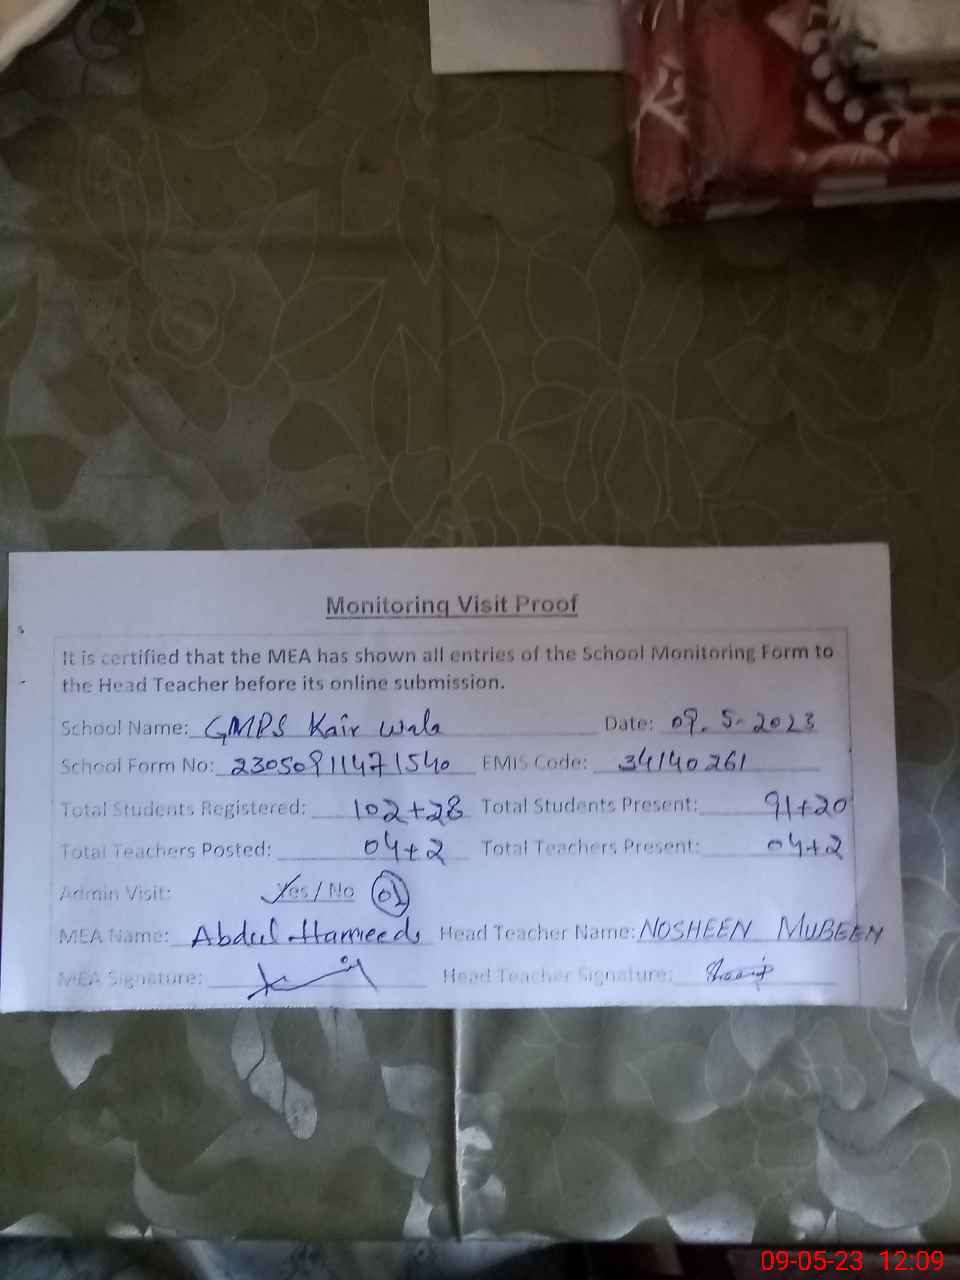 Monitoring Visit Proof
It is certified that the MEA has shown all entries of the School Monitoring Form to
the Head Teacher before its online submission.
School Name: GMPS Kair Wala Date: 09.5-2023
School Form No: 23050911471540 EMIS Code: 34140261
Total Students Registered: 102+28 Total Students Present: 91+20
Total Teachers Posted: 04+2 Total Teachers Present: 04+2
Admin Visit: Yes / No 01
MEA Name: Abdul Hameed Head Teacher Name: NOSHEEN MUBEEN
MEA Signature: Head Teacher Signature:
09-05-23 12:09